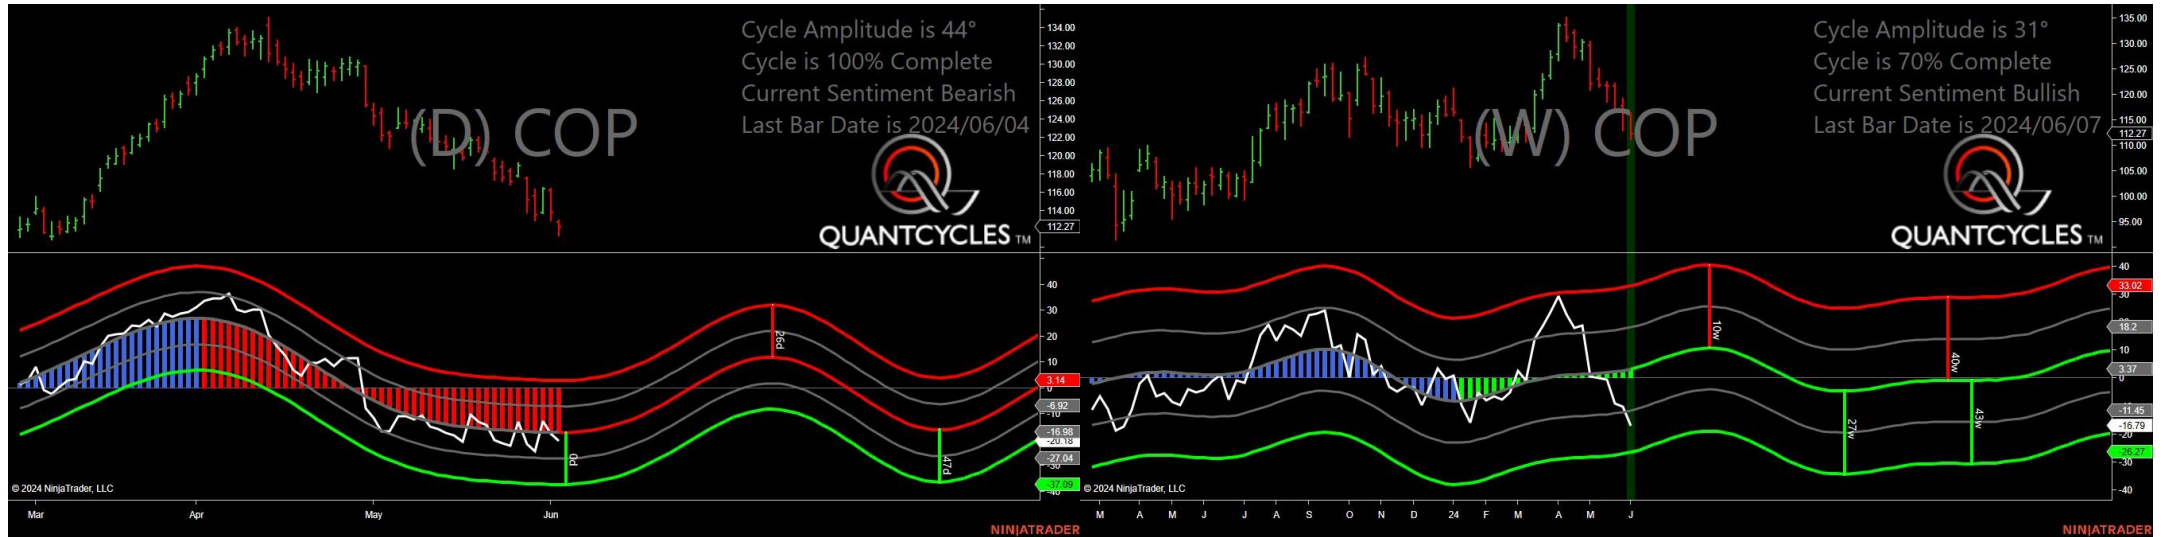 Cycle Amplitude is 44°
Cycle is 100% Complete
Current Sentiment Bearish
Last Bar Date is 2024/06/04
(D) COP
QUANTCYCLES TM
134.00
132.00
130.00
128.00
126.00
124.00
122.00
120.00
118.00
116.00
114.00
112.27
40
30
20
10
3.14
0
-6.92
-10
-16.98
-20.18
-27.04
-30
-37.09
-40
26d
0d
47d
© 2024 NinjaTrader, LLC
Mar Apr May Jun
NINJATRADER
Cycle Amplitude is 31°
Cycle is 70% Complete
Current Sentiment Bullish
Last Bar Date is 2024/06/07
(W) COP
QUANTCYCLES TM
135.00
130.00
125.00
120.00
115.00
112.27
110.00
105.00
100.00
95.00
40
33.02
30
18.2
10
3.37
0
-11.45
-16.79
-20
-26.27
-30
-40
10w
40w
27w
43w
© 2024 NinjaTrader, LLC
M A M J J A S O N D 24 F M A M J
NINJATRADER